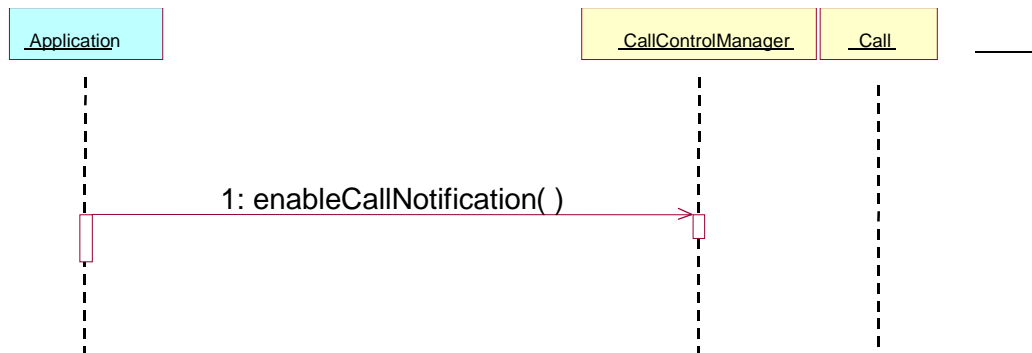 Application
CallControlManager
Call
1: enableCallNotification( )